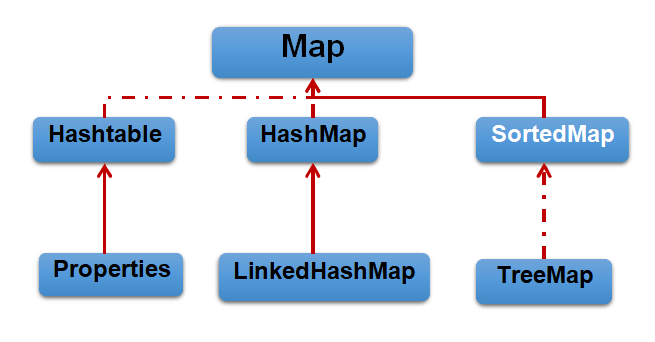 Map
Hashtable
HashMap
SortedMap
Properties
LinkedHashMap
TreeMap